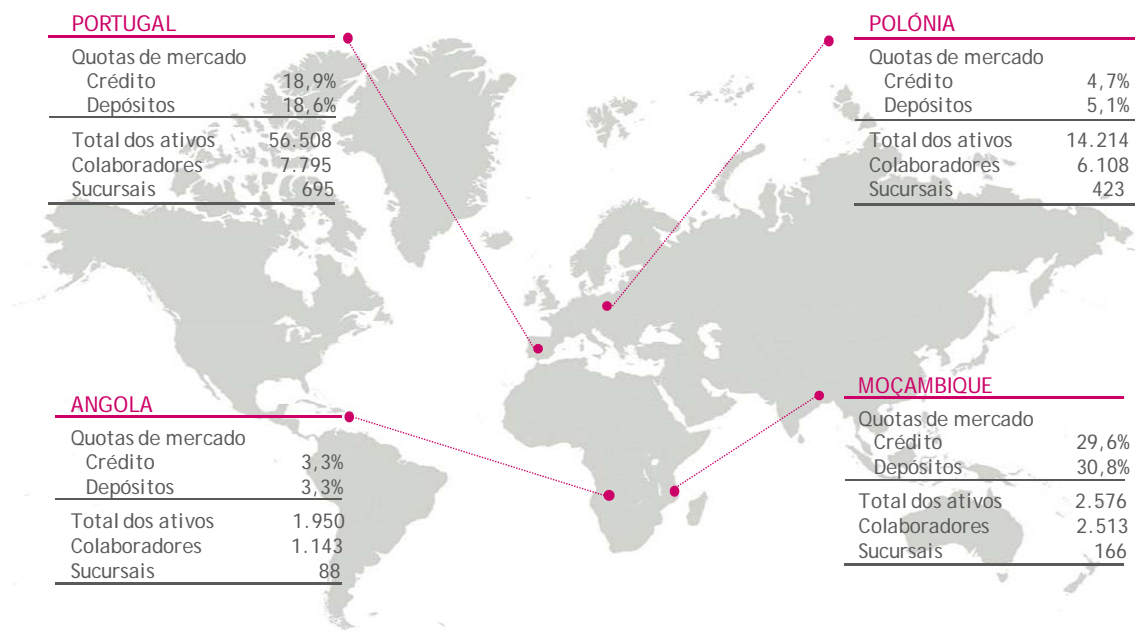 PORTUGAL
Quotas de mercado
Crédito 18,9%
Depósitos 18,6%
Total dos ativos 56.508
Colaboradores 7.795
Sucursais 695
POLÓNIA
Quotas de mercado
Crédito 4,7%
Depósitos 5,1%
Total dos ativos 14.214
Colaboradores 6.108
Sucursais 423
ANGOLA
Quotas de mercado
Crédito 3,3%
Depósitos 3,3%
Total dos ativos 1.950
Colaboradores 1.143
Sucursais 88
MOÇAMBIQUE
Quotas de mercado
Crédito 29,6%
Depósitos 30,8%
Total dos ativos 2.576
Colaboradores 2.513
Sucursais 166